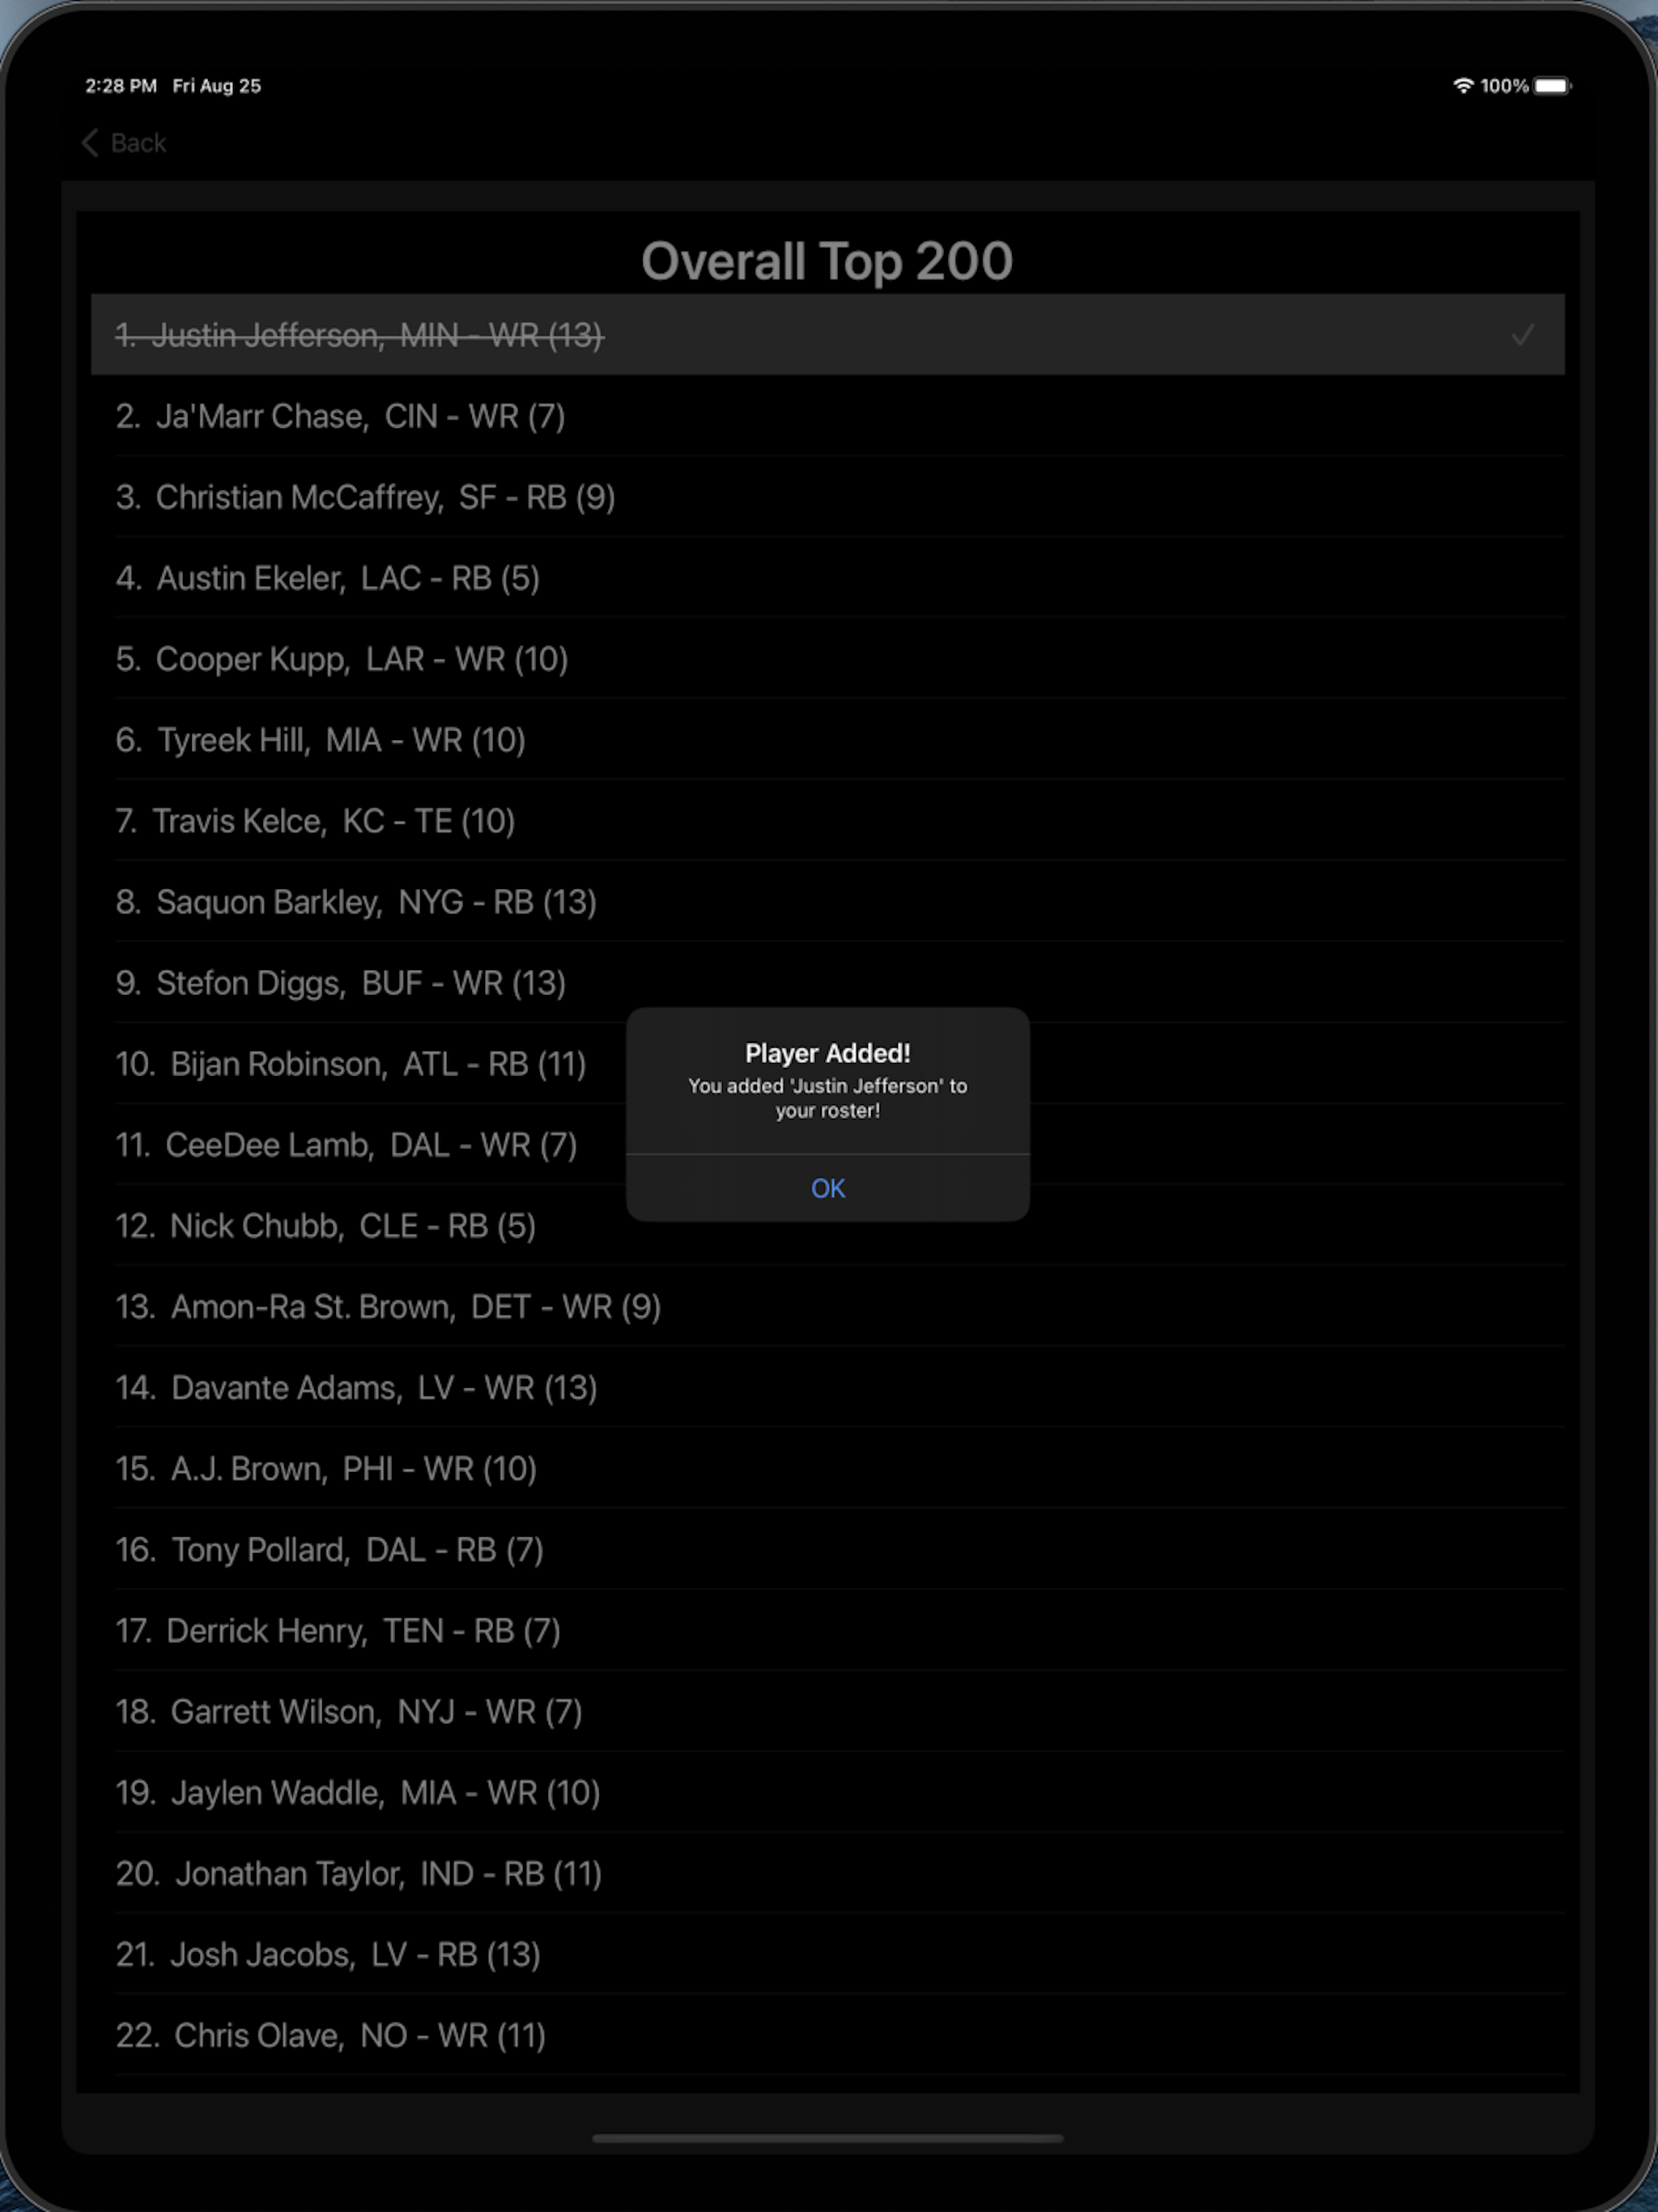 2:28 PM Fri Aug 25
100%
Back
Overall Top 200
1. Justin Jefferson, MIN - WR (13)
2. Ja'Marr Chase, CIN - WR (7)
3. Christian McCaffrey, SF - RB (9)
4. Austin Ekeler, LAC - RB (5)
5. Cooper Kupp, LAR - WR (10)
6. Tyreek Hill, MIA - WR (10)
7. Travis Kelce, KC - TE (10)
8. Saquon Barkley, NYG - RB (13)
9. Stefon Diggs, BUF - WR (13)
10. Bijan Robinson, ATL - RB (11)
11. CeeDee Lamb, DAL - WR (7)
12. Nick Chubb, CLE - RB (5)
13. Amon-Ra St. Brown, DET - WR (9)
14. Davante Adams, LV - WR (13)
15. A.J. Brown, PHI - WR (10)
16. Tony Pollard, DAL - RB (7)
17. Derrick Henry, TEN - RB (7)
18. Garrett Wilson, NYJ - WR (7)
19. Jaylen Waddle, MIA - WR (10)
20. Jonathan Taylor, IND - RB (11)
21. Josh Jacobs, LV - RB (13)
22. Chris Olave, NO - WR (11)
Player Added!
You added 'Justin Jefferson' to
your roster!
OK